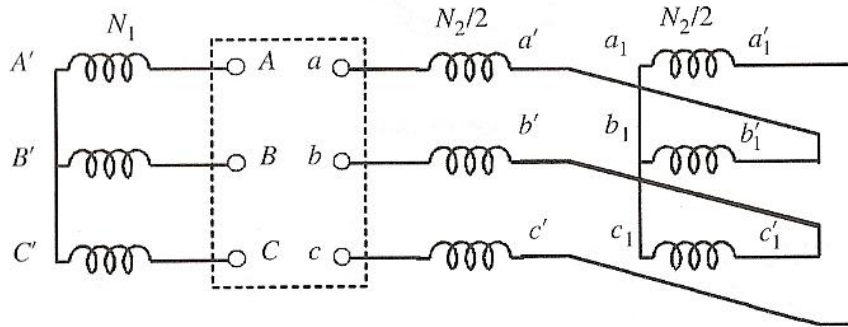 N₁ N₂/2 N₂/2
A′ A a a′ a₁ a′₁
B′ B b b′ b₁ b′₁
C′ C c c′ c₁ c′₁